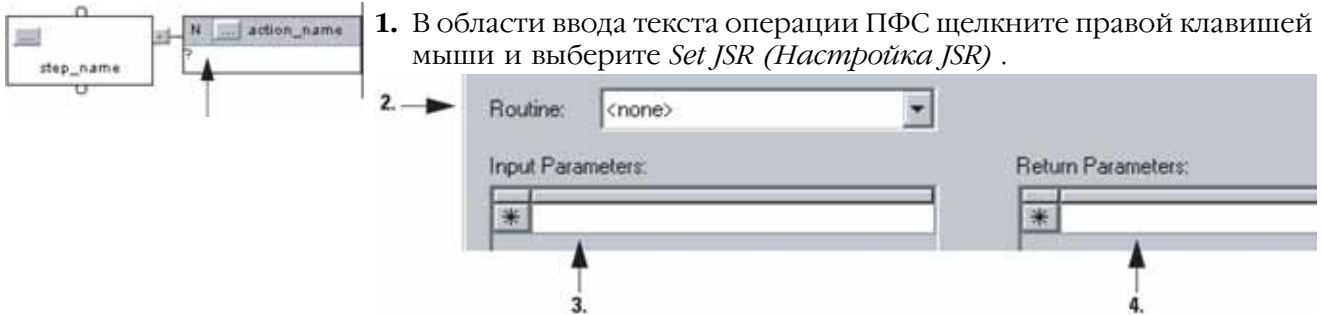 N ... action_name
?
...
step_name
1. В области ввода текста операции ПФС щелкните правой клавишей
мыши и выберите Set JSR (Настройка JSR) .
2.
Routine: <none>
Input Parameters:
Return Parameters:
3.
4.